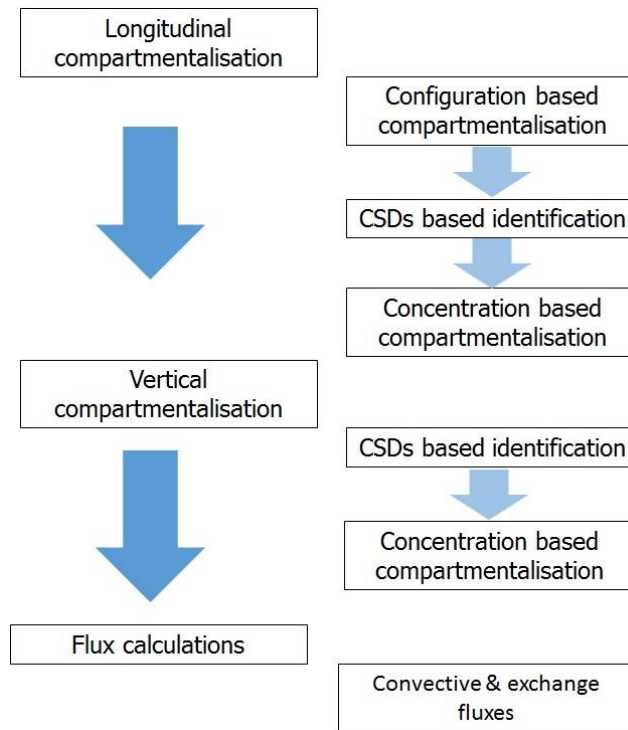 Longitudinal
compartmentalisation
Configuration based
compartmentalisation
CSDs based identification
Concentration based
compartmentalisation
Vertical
compartmentalisation
CSDs based identification
Concentration based
compartmentalisation
Flux calculations
Convective & exchange
fluxes